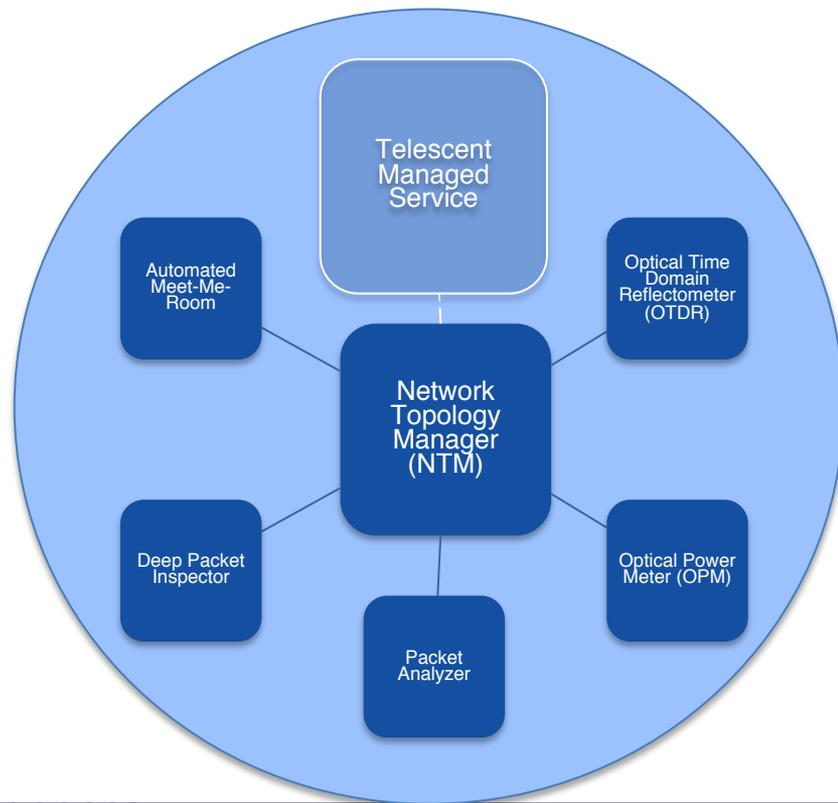 Telescent
Managed
Service
Automated
Meet-Me-
Room
Optical Time
Domain
Reflectometer
(OTDR)
Network
Topology
Manager
(NTM)
Deep Packet
Inspector
Optical Power
Meter (OPM)
Packet
Analyzer